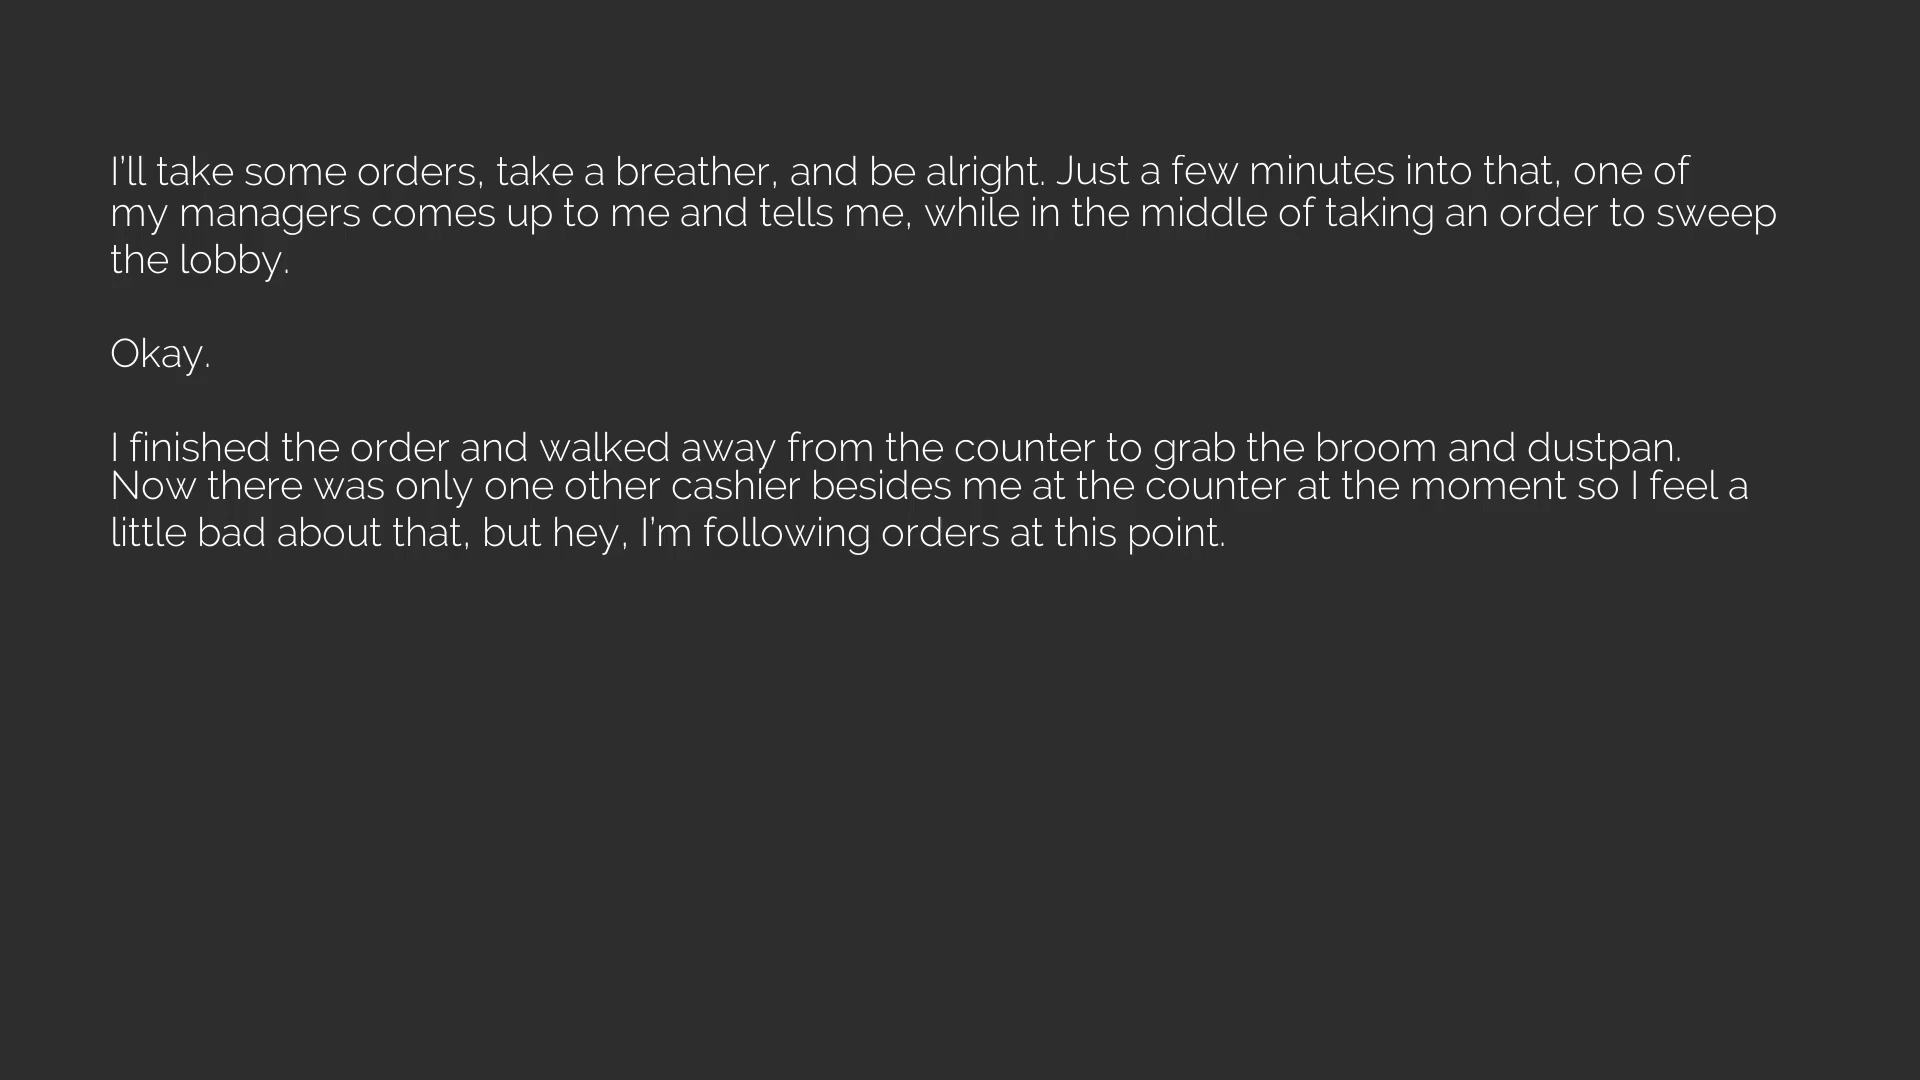 I’ll take some orders, take a breather, and be alright. Just a few minutes into that, one of
my managers comes up to me and tells me, while in the middle of taking an order to sweep
the lobby.
Okay.
I finished the order and walked away from the counter to grab the broom and dustpan.
Now there was only one other cashier besides me at the counter at the moment so I feel a
little bad about that, but hey, I’m following orders at this point.